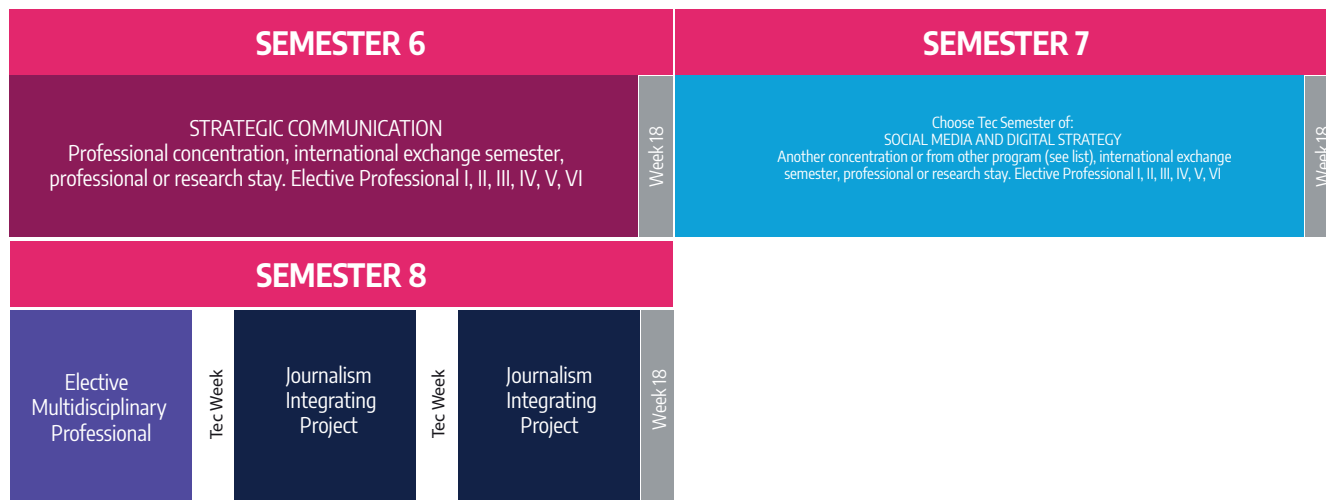 SEMESTER 6
STRATEGIC COMMUNICATION
Professional concentration, international exchange semester,
professional or research stay. Elective Professional I, II, III, IV, V, VI
Week 18
SEMESTER 7
Choose Tec Semester of:
SOCIAL MEDIA AND DIGITAL STRATEGY
Another concentration or from other program (see list), international exchange
semester, professional or research stay. Elective Professional I, II, III, IV, V, VI
Week 18
SEMESTER 8
Elective
Multidisciplinary
Professional
Tec Week
Journalism
Integrating
Project
Tec Week
Journalism
Integrating
Project
Week 18